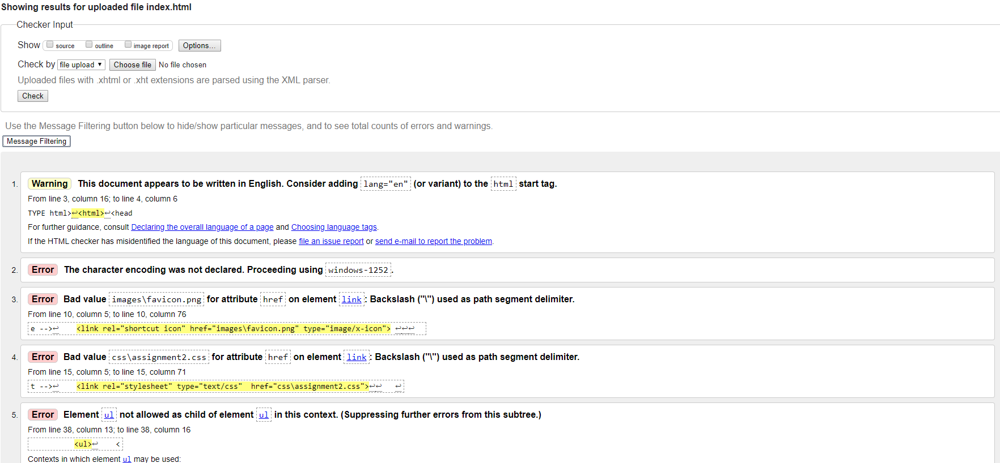 Showing results for uploaded file index.html
Checker Input
Show source outline image report Options...
Check by file upload ▼ Choose file No file chosen
Uploaded files with .xhtml or .xht extensions are parsed using the XML parser.
Check
Use the Message Filtering button below to hide/show particular messages, and to see total counts of errors and warnings.
Message Filtering
1. Warning This document appears to be written in English. Consider adding lang="en" (or variant) to the html start tag.
From line 3, column 16; to line 4, column 6
TYPE html>↩<html>↩<head
For further guidance, consult Declaring the overall language of a page and Choosing language tags.
If the HTML checker has misidentified the language of this document, please file an issue report or send e-mail to report the problem.
2. Error The character encoding was not declared. Proceeding using windows-1252.
3. Error Bad value images\favicon.png for attribute href on element link: Backslash ("\") used as path segment delimiter.
From line 10, column 5; to line 10, column 76
e -->↩ <link rel="shortcut icon" href="images\favicon.png" type="image/x-icon"> ↩↩↩
4. Error Bad value css\assignment2.css for attribute href on element link: Backslash ("\") used as path segment delimiter.
From line 15, column 5; to line 15, column 71
t -->↩ <link rel="stylesheet" type="text/css"  href="css\assignment2.css">↩↩ ↩
5. Error Element ul not allowed as child of element ul in this context. (Suppressing further errors from this subtree.)
From line 38, column 13; to line 38, column 16
<ul>↩ <
Contexts in which element ul may be used: